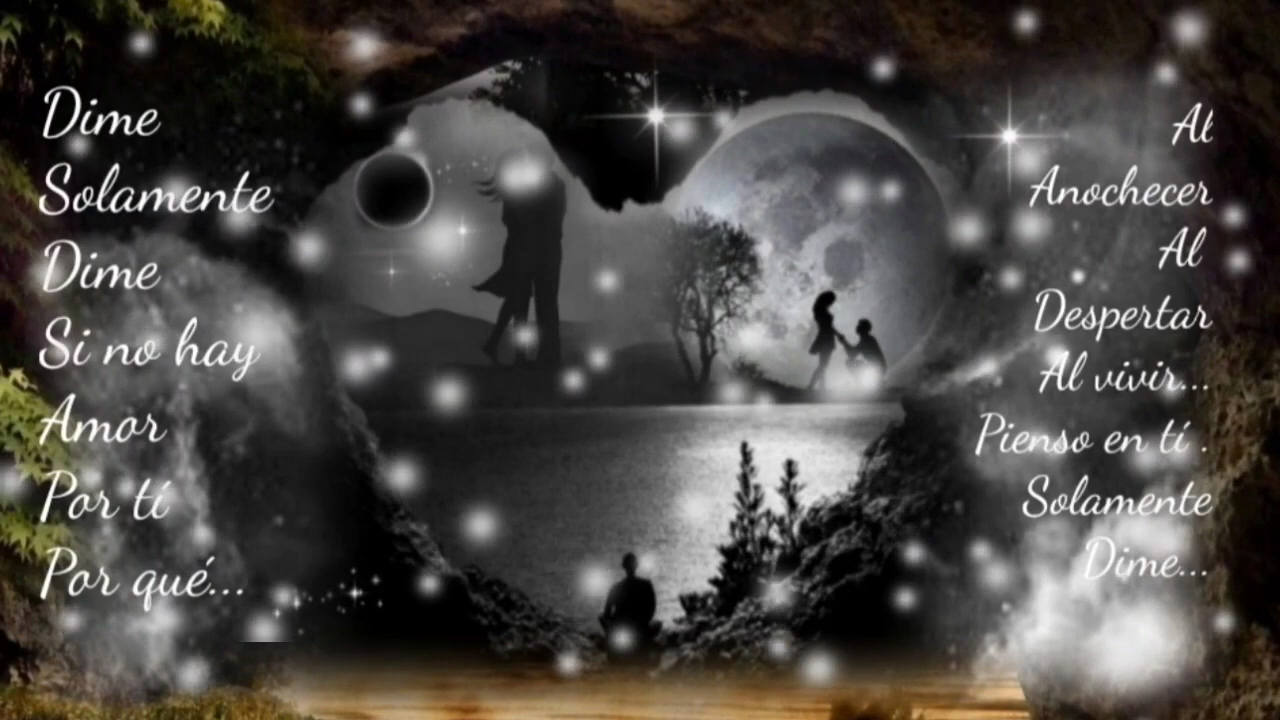 Dime
Solamente
Dime
Si no hay
Amor
Por tí
Por qué...
Al
Anochecer
Al
Despertar
Al vivir...
Pienso en tí .
Solamente
Dime...